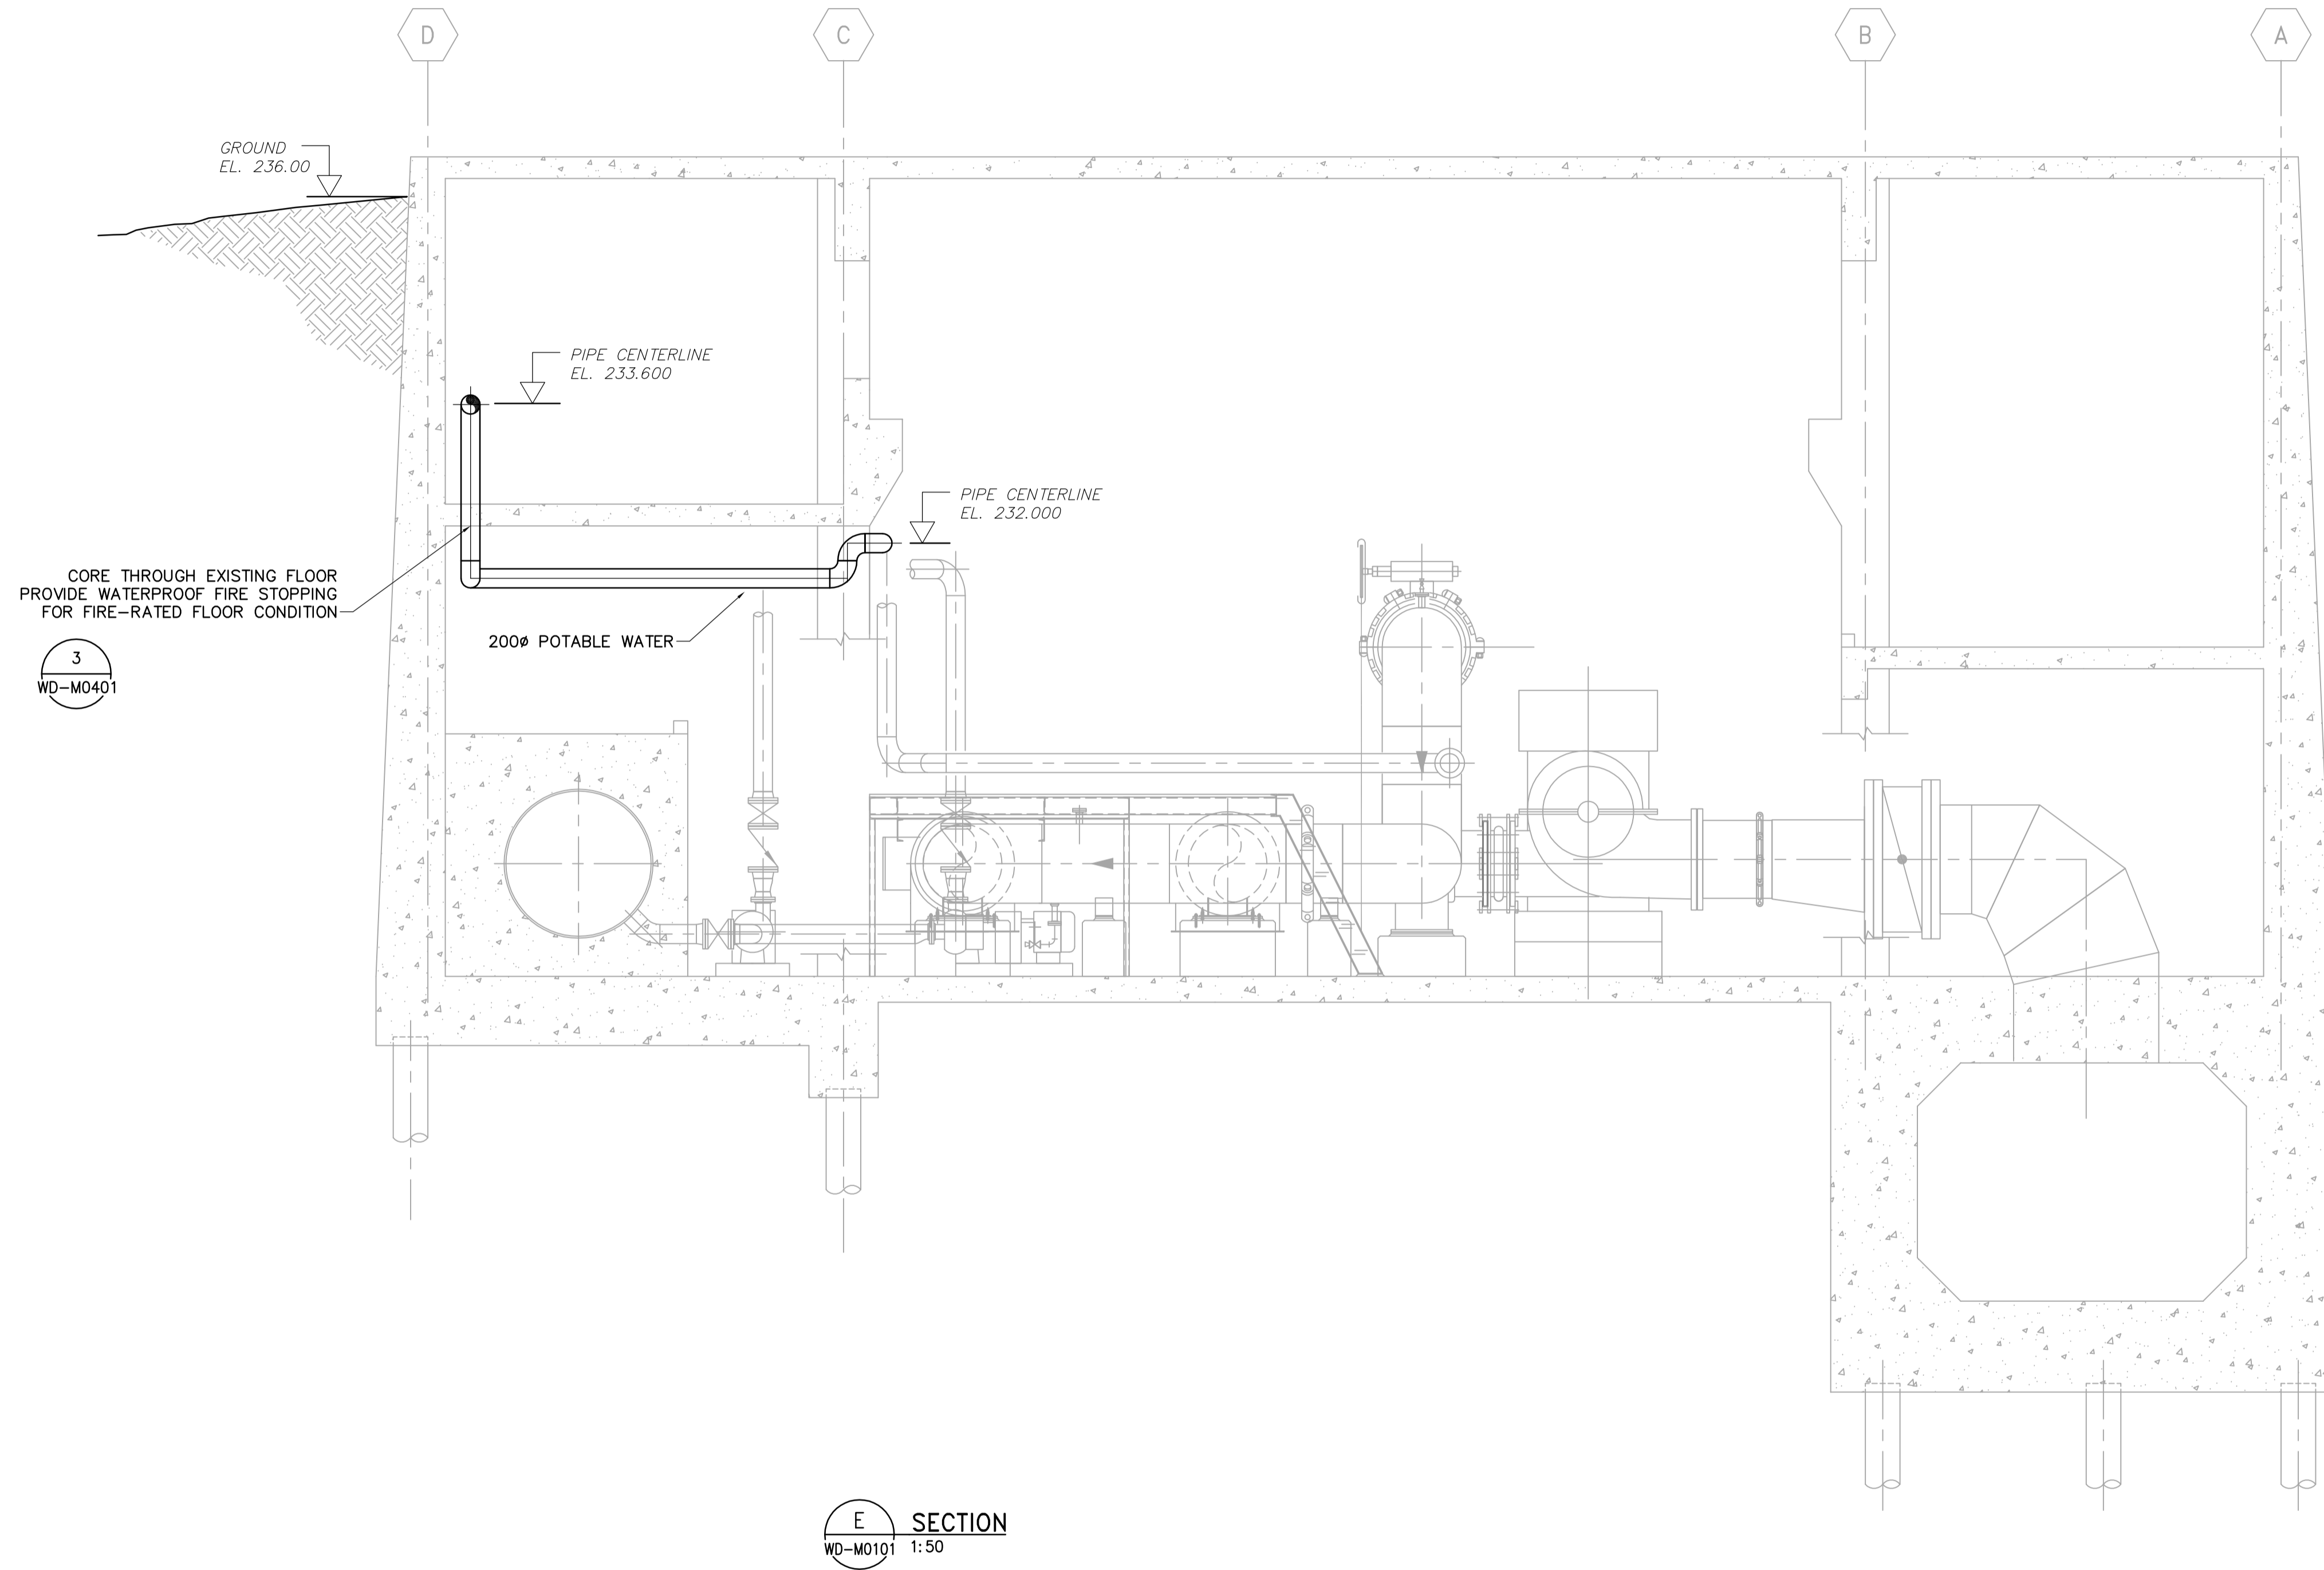 D
C
B
A
GROUND
EL. 236.00
PIPE CENTERLINE
EL. 233.600
PIPE CENTERLINE
EL. 232.000
CORE THROUGH EXISTING FLOOR
PROVIDE WATERPROOF FIRE STOPPING
FOR FIRE-RATED FLOOR CONDITION
3
WD-M0401
200ø POTABLE WATER
E
WD-M0101
SECTION
1:50